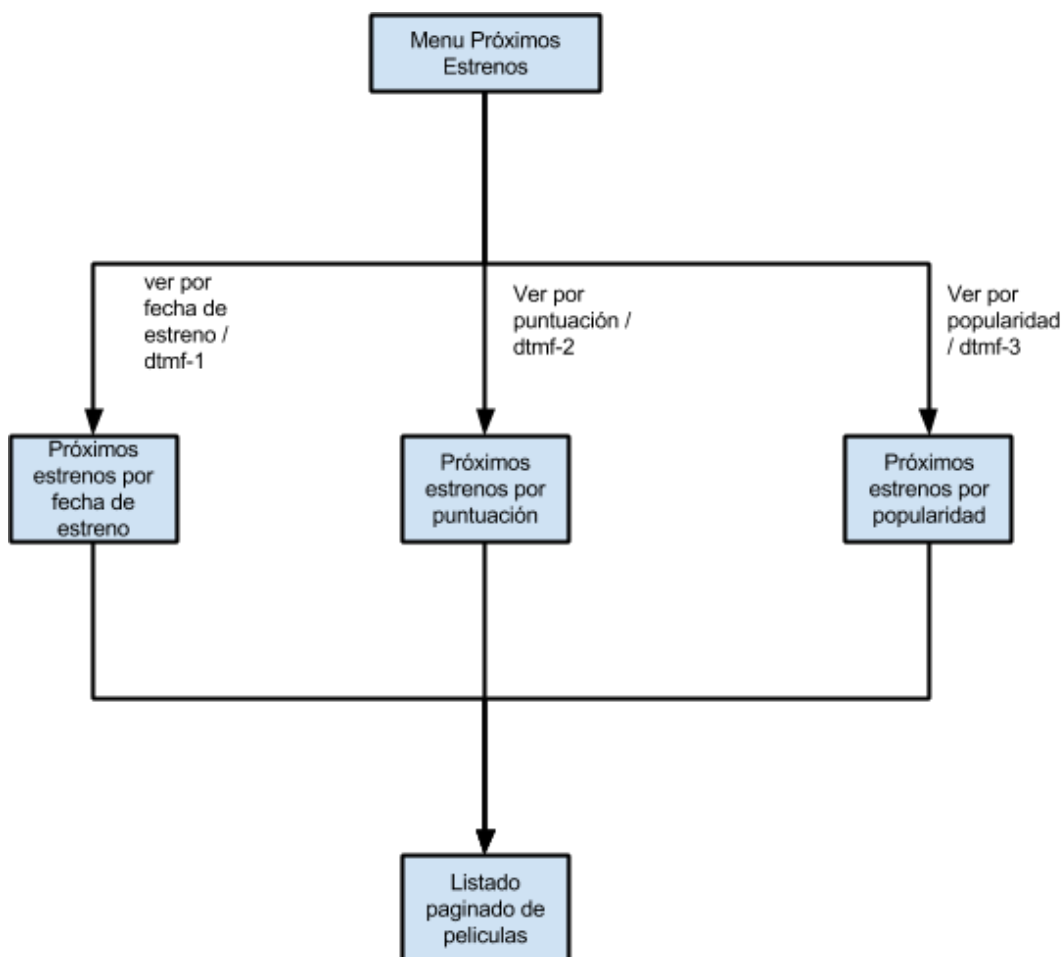 Menu Próximos
Estrenos
ver por
fecha de
estreno /
dtmf-1
Ver por
puntuación /
dtmf-2
Ver por
popularidad
/ dtmf-3
Próximos
estrenos por
fecha de
estreno
Próximos
estrenos por
puntuación
Próximos
estrenos por
popularidad
Listado
paginado de
peliculas